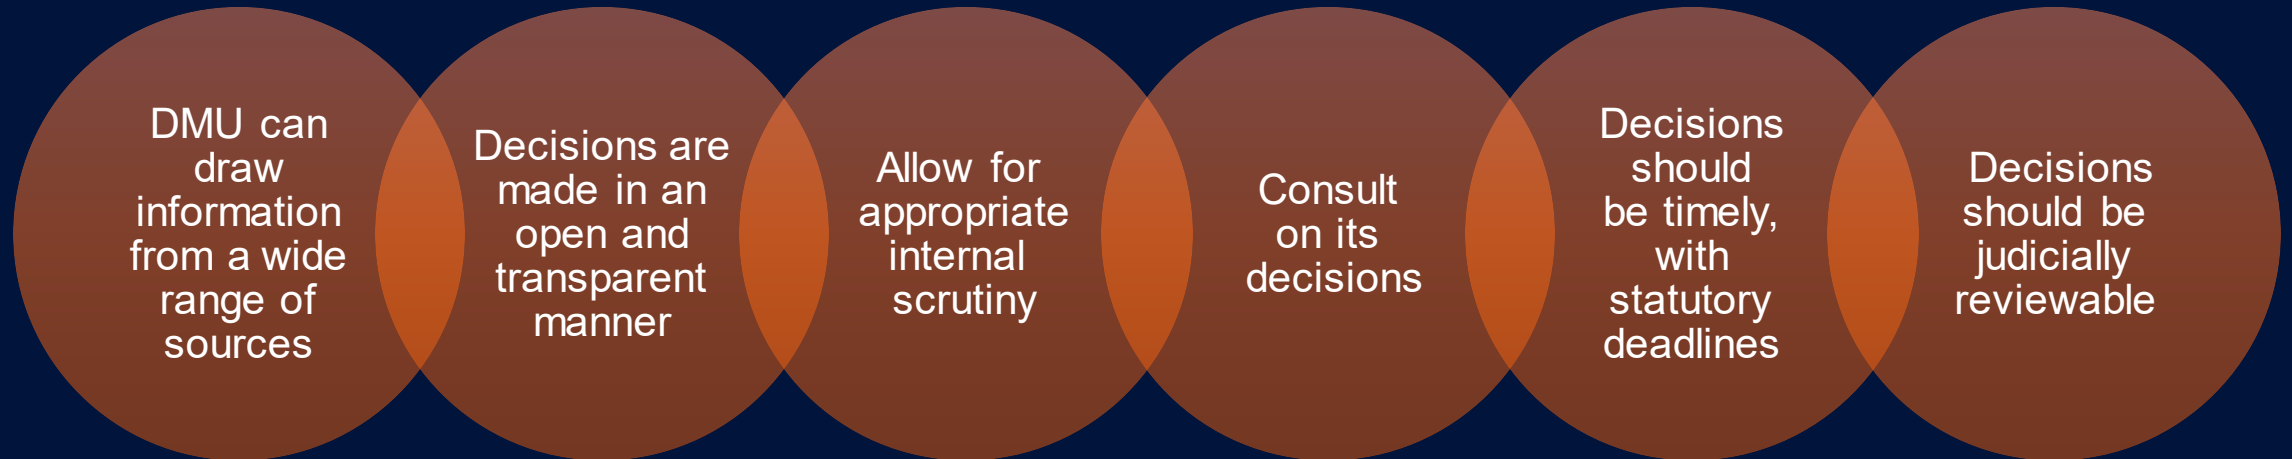 DMU can
draw
information
from a wide
range of
sources
Decisions are
made in an
open and
transparent
manner
Allow for
appropriate
internal
scrutiny
Consult
on its
decisions
Decisions
should
be timely,
with
statutory
deadlines
Decisions
should be
judicially
reviewable